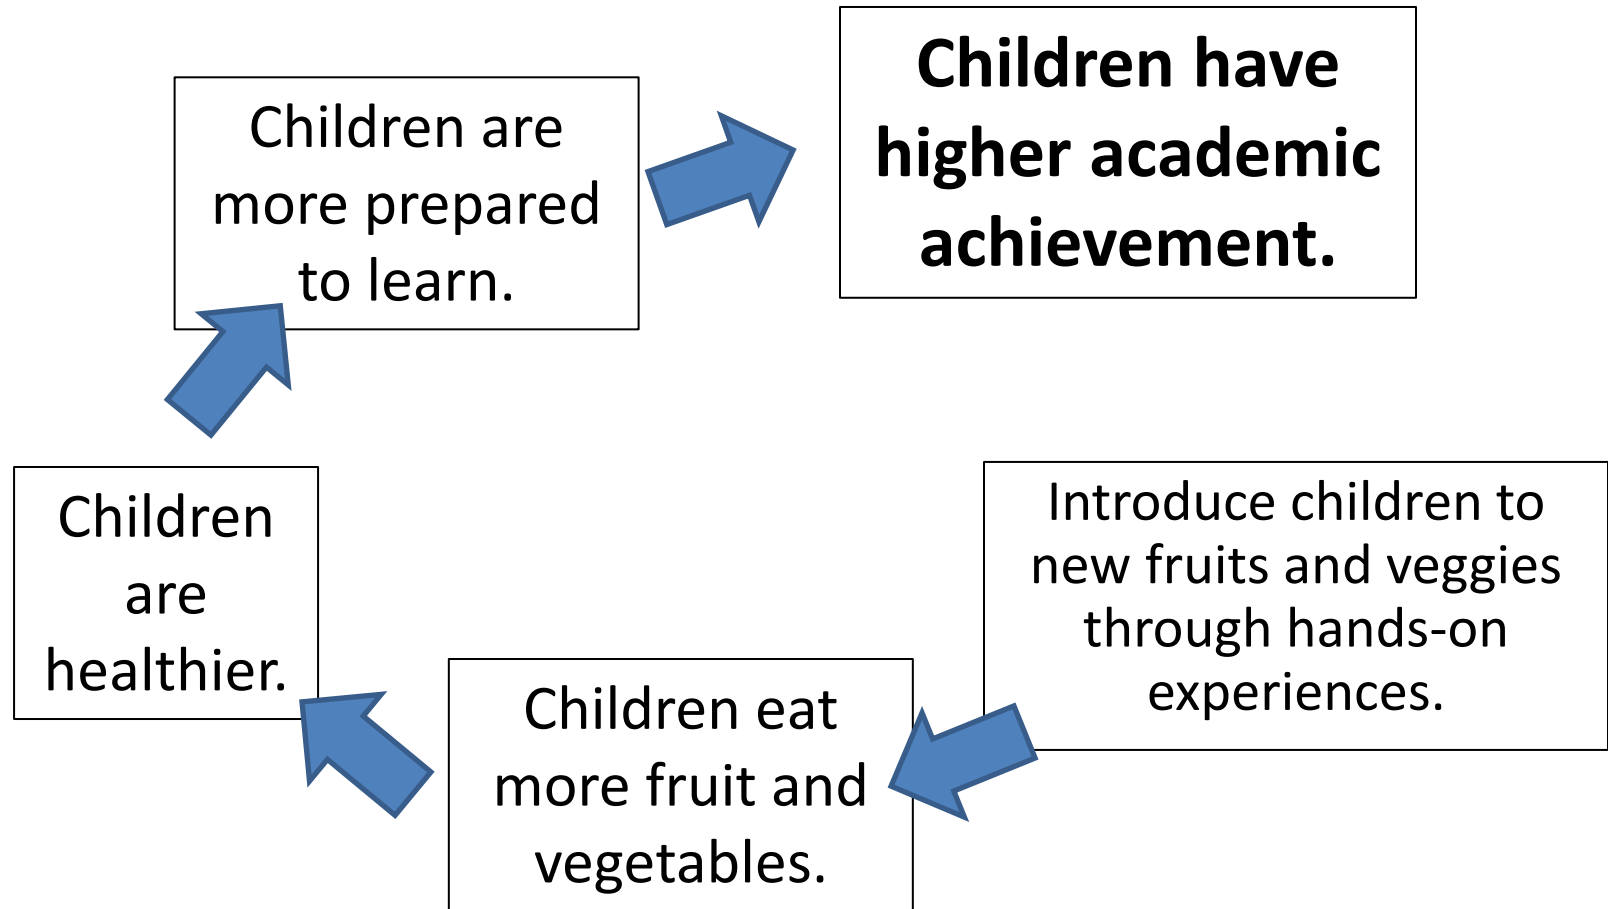 Children have
higher academic
achievement.
Children are
more prepared
to learn.
Children
are
healthier.
Introduce children to
new fruits and veggies
through hands-on
experiences.
Children eat
more fruit and
vegetables.